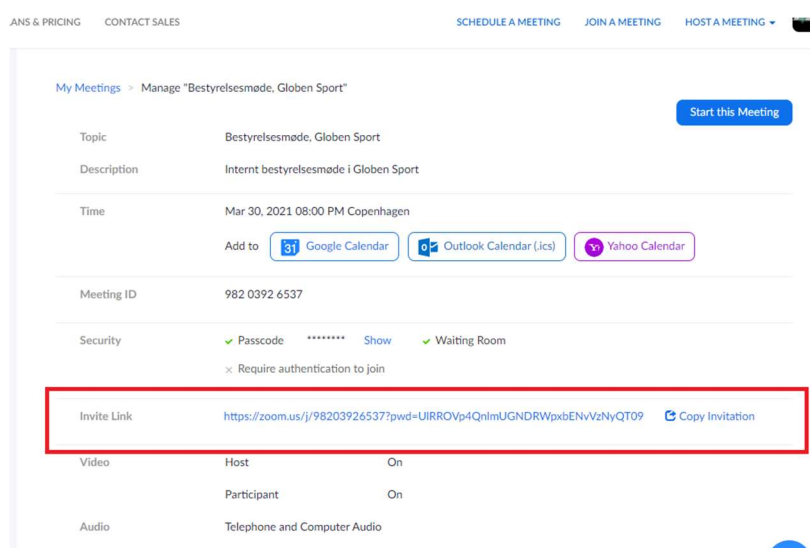 ANS & PRICING CONTACT SALES SCHEDULE A MEETING JOIN A MEETING HOST A MEETING
My Meetings > Manage "Bestyrelsesmøde, Globen Sport"
Start this Meeting
Topic Bestyrelsesmøde, Globen Sport
Description Internt bestyrelsesmøde i Globen Sport
Time Mar 30, 2021 08:00 PM Copenhagen
Add to 31 Google Calendar Outlook Calendar (.ics) Yahoo Calendar
Meeting ID 982 0392 6537
Security Passcode ******** Show Waiting Room
Require authentication to join
Invite Link https://zoom.us/j/98203926537?pwd=UlRROVp4QnlmUGNDRWpxbENvVzNyQT09 Copy Invitation
Video Host On
Participant On
Audio Telephone and Computer Audio